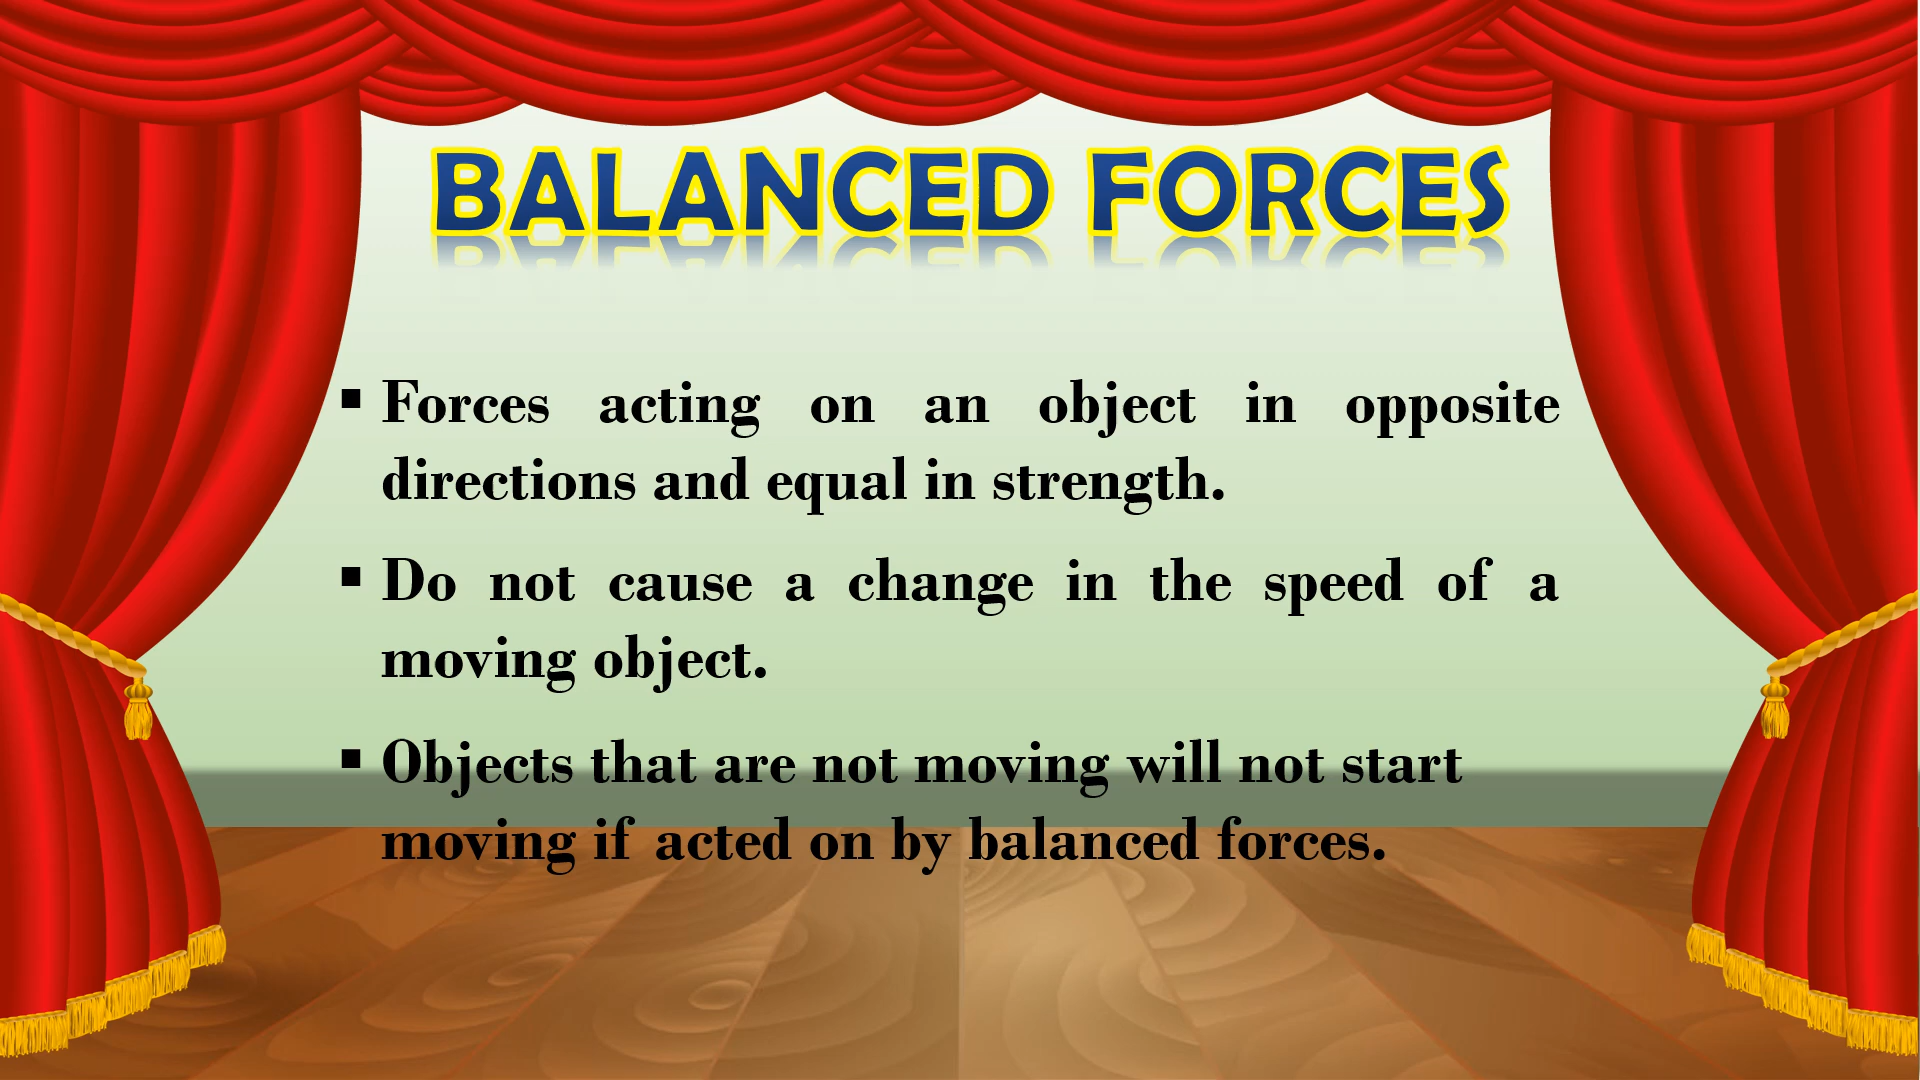 BALANCED FORCES
▪ Forces acting on an object in opposite
directions and equal in strength.
▪ Do not cause a change in the speed of a
moving object.
▪ Objects that are not moving will not start
moving if acted on by balanced forces.